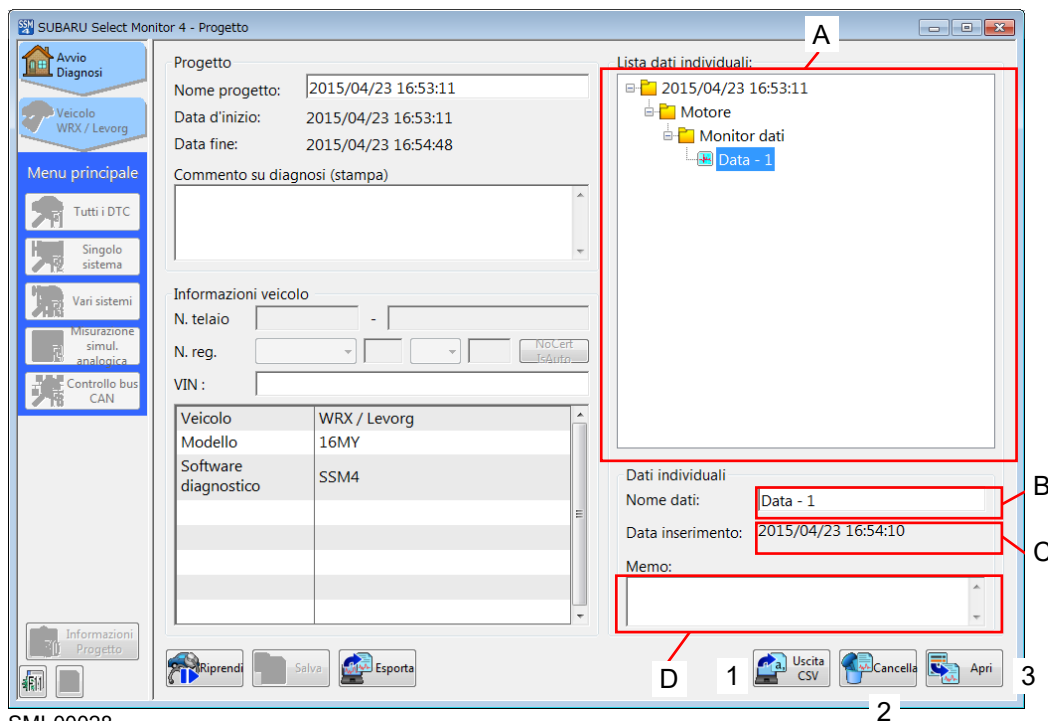 SUBARU Select Monitor 4 - Progetto
A
Avvio
Diagnosi
Veicolo
WRX / Levorg
Menu principale
Tutti i DTC
Singolo
sistema
Vari sistemi
Misurazione
simul.
analogica
Controllo bus
CAN
Informazioni
Progetto
F11
Progetto
Nome progetto: 2015/04/23 16:53:11
Data d'inizio: 2015/04/23 16:53:11
Data fine: 2015/04/23 16:54:48
Commento su diagnosi (stampa)
Informazioni veicolo
N. telaio -
N. reg. NoCert
IsAuto
VIN :
Veicolo WRX / Levorg
Modello 16MY
Software
diagnostico SSM4
Lista dati individuali:
2015/04/23 16:53:11
Motore
Monitor dati
Data - 1
Dati individuali
Nome dati: Data - 1
B
Data inserimento: 2015/04/23 16:54:10
C
Memo:
D
Riprendi
Salva
Esporta
1
Uscita
CSV
Cancella
Apri
3
2